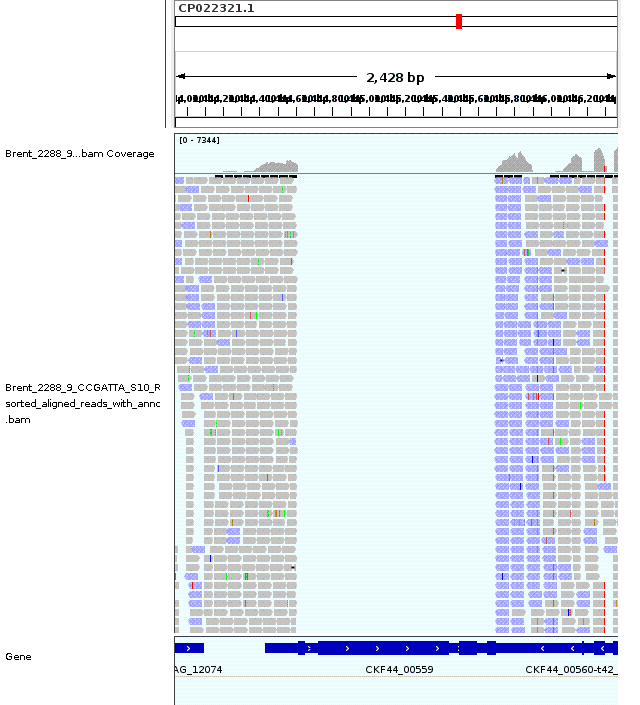 CP022321.1
2,428 bp
[0 - 7344]
Brent_2288_9...bam Coverage
Brent_2288_9_CCGATTA_S10_R
sorted_aligned_reads_with_annc
.bam
Gene
AG_12074 CKF44_00559 CKF44_00560-t42_